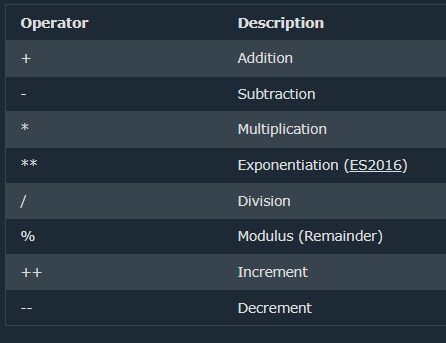 Operator Description
+ Addition
- Subtraction
* Multiplication
** Exponentiation (ES2016)
/ Division
% Modulus (Remainder)
++ Increment
-- Decrement